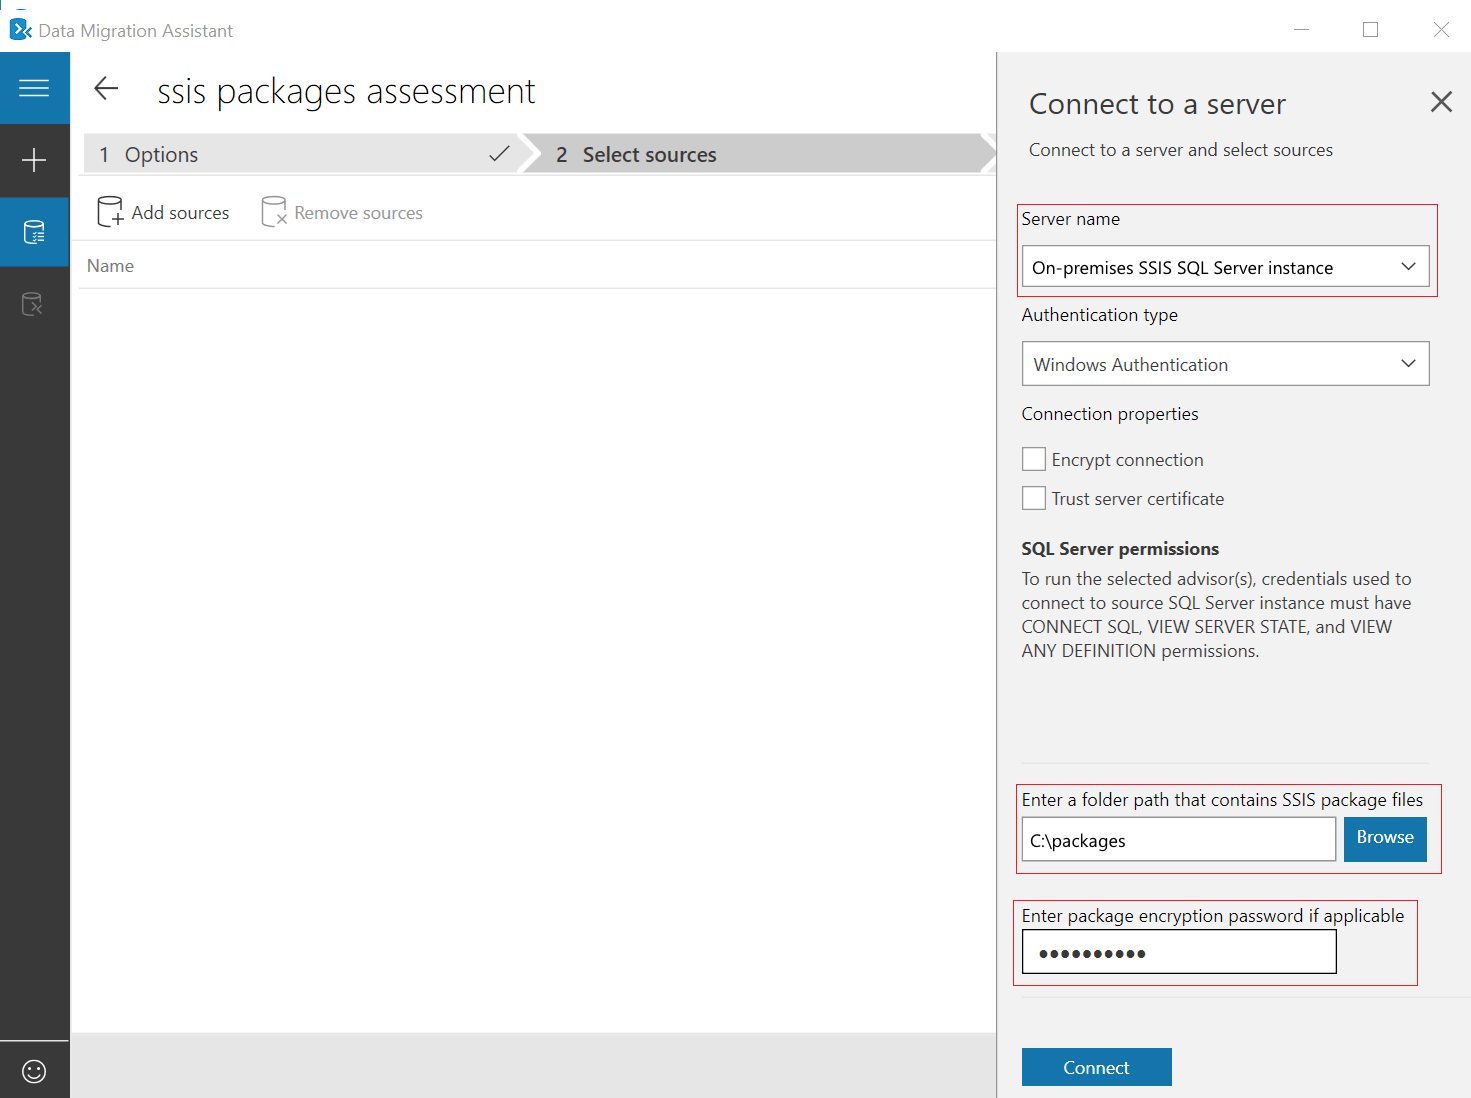 Data Migration Assistant
ssis packages assessment
1 Options
2 Select sources
Add sources
Remove sources
Name
Connect to a server
Connect to a server and select sources
Server name
On-premises SSIS SQL Server instance
Authentication type
Windows Authentication
Connection properties
Encrypt connection
Trust server certificate
SQL Server permissions
To run the selected advisor(s), credentials used to
connect to source SQL Server instance must have
CONNECT SQL, VIEW SERVER STATE, and VIEW
ANY DEFINITION permissions.
Enter a folder path that contains SSIS package files
C:\packages
Browse
Enter package encryption password if applicable
●●●●●●●●●●
Connect